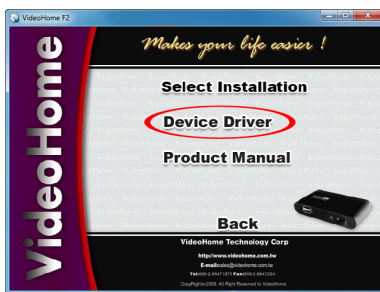 VideoHome F2
VideoHome
Makes your life easier !
Select Installation
Device Driver
Product Manual
Back
VideoHome Technology Corp
http://www.videohome.com.tw
E-mail:sales@videohome.com.tw
CopyRights:2008. All Right Reserved to VideoHome